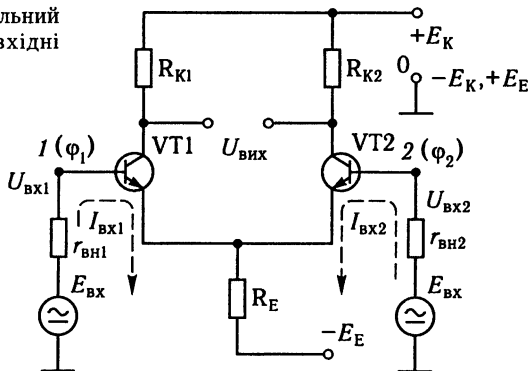 льний
вхідні
+E_К
R_К1
R_К2
0
−E_К,+E_Е
1 (φ₁)
VT1
U_вих
VT2
2 (φ₂)
U_вх1
I_вх1
I_вх2
U_вх2
r_вн1
r_вн2
E_вх
R_Е
E_вх
−E_Е